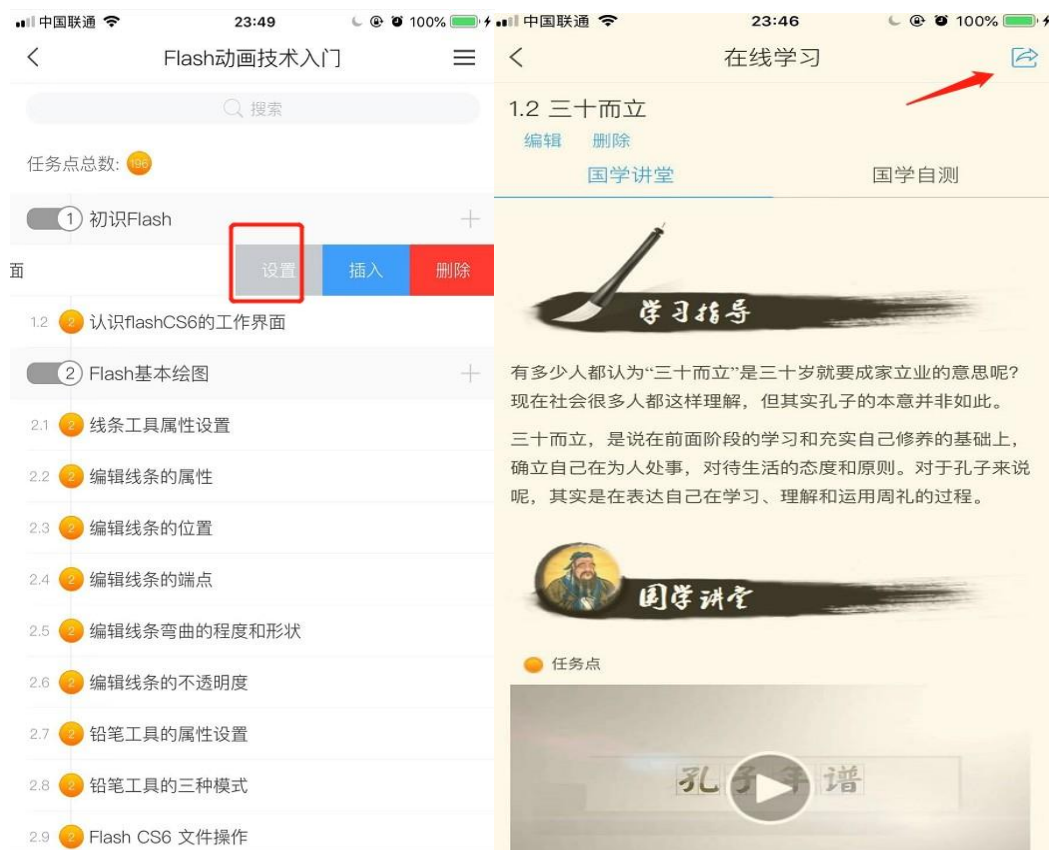 中国联通 23:49 100%
Flash动画技术入门
搜索
任务点总数: 196
1 初识Flash
面 设置 插入 删除
1.2 2 认识flashCS6的工作界面
2 Flash基本绘图
2.1 2 线条工具属性设置
2.2 2 编辑线条的属性
2.3 2 编辑线条的位置
2.4 2 编辑线条的端点
2.5 2 编辑线条弯曲的程度和形状
2.6 2 编辑线条的不透明度
2.7 2 铅笔工具的属性设置
2.8 2 铅笔工具的三种模式
2.9 2 Flash CS6 文件操作
中国联通 23:46 100%
在线学习
1.2 三十而立
编辑 删除
国学讲堂 国学自测
学习指导
有多少人都认为“三十而立”是三十岁就要成家立业的意思呢?
现在社会很多人都这样理解，但其实孔子的本意并非如此。
三十而立，是说在前面阶段的学习和充实自己修养的基础上，
确立自己在为人处事，对待生活的态度和原则。对于孔子来说
呢，其实是在表达自己在学习、理解和运用周礼的过程。
国学讲堂
任务点
孔子年谱